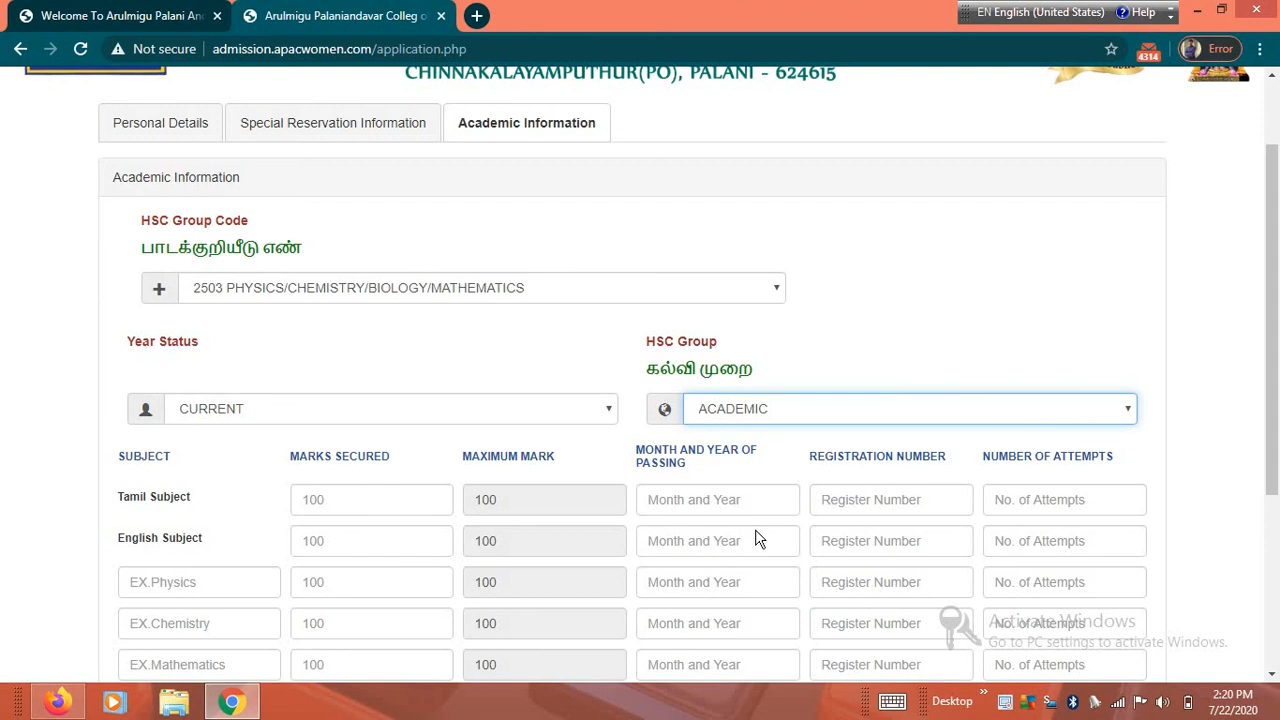 Welcome To Arulmigu Palani And
Arulmigu Palaniandavar Colleg o
EN English (United States)
Help
Not secure
admission.apacwomen.com/application.php
4314
Error
CHINNAKALAYAMPUTHUR(PO), PALANI - 624615
Personal Details
Special Reservation Information
Academic Information
Academic Information
HSC Group Code
பாடக்குறியீடு எண்
2503 PHYSICS/CHEMISTRY/BIOLOGY/MATHEMATICS
Year Status
HSC Group
கல்வி முறை
CURRENT
ACADEMIC
SUBJECT MARKS SECURED MAXIMUM MARK MONTH AND YEAR OF PASSING REGISTRATION NUMBER NUMBER OF ATTEMPTS
Tamil Subject 100 100 Month and Year Register Number No. of Attempts
English Subject 100 100 Month and Year Register Number No. of Attempts
EX.Physics 100 100 Month and Year Register Number No. of Attempts
EX.Chemistry 100 100 Month and Year Register Number No. of Attempts
EX.Mathematics 100 100 Month and Year Register Number No. of Attempts
Activate Windows
Go to PC settings to activate Windows.
Desktop
2:20 PM
7/22/2020